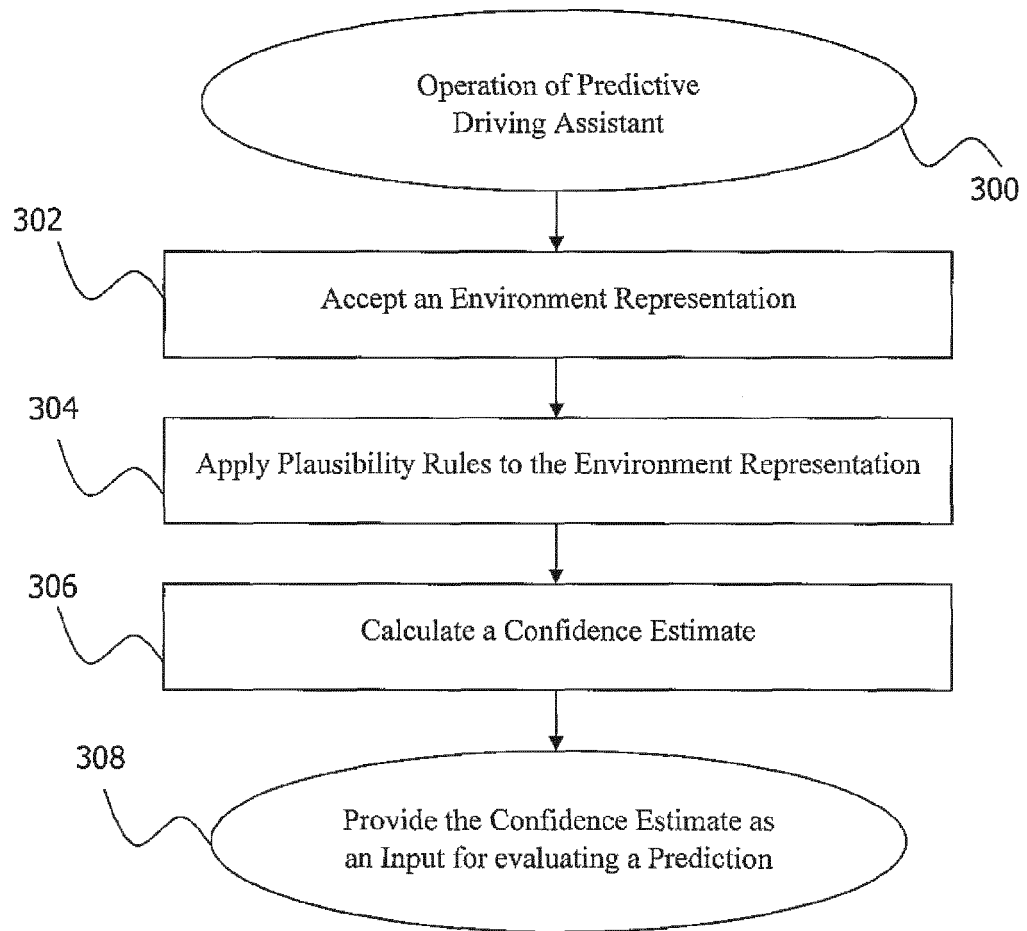 Operation of Predictive
Driving Assistant
300
302
Accept an Environment Representation
304
Apply Plausibility Rules to the Environment Representation
306
Calculate a Confidence Estimate
308
Provide the Confidence Estimate as
an Input for evaluating a Prediction